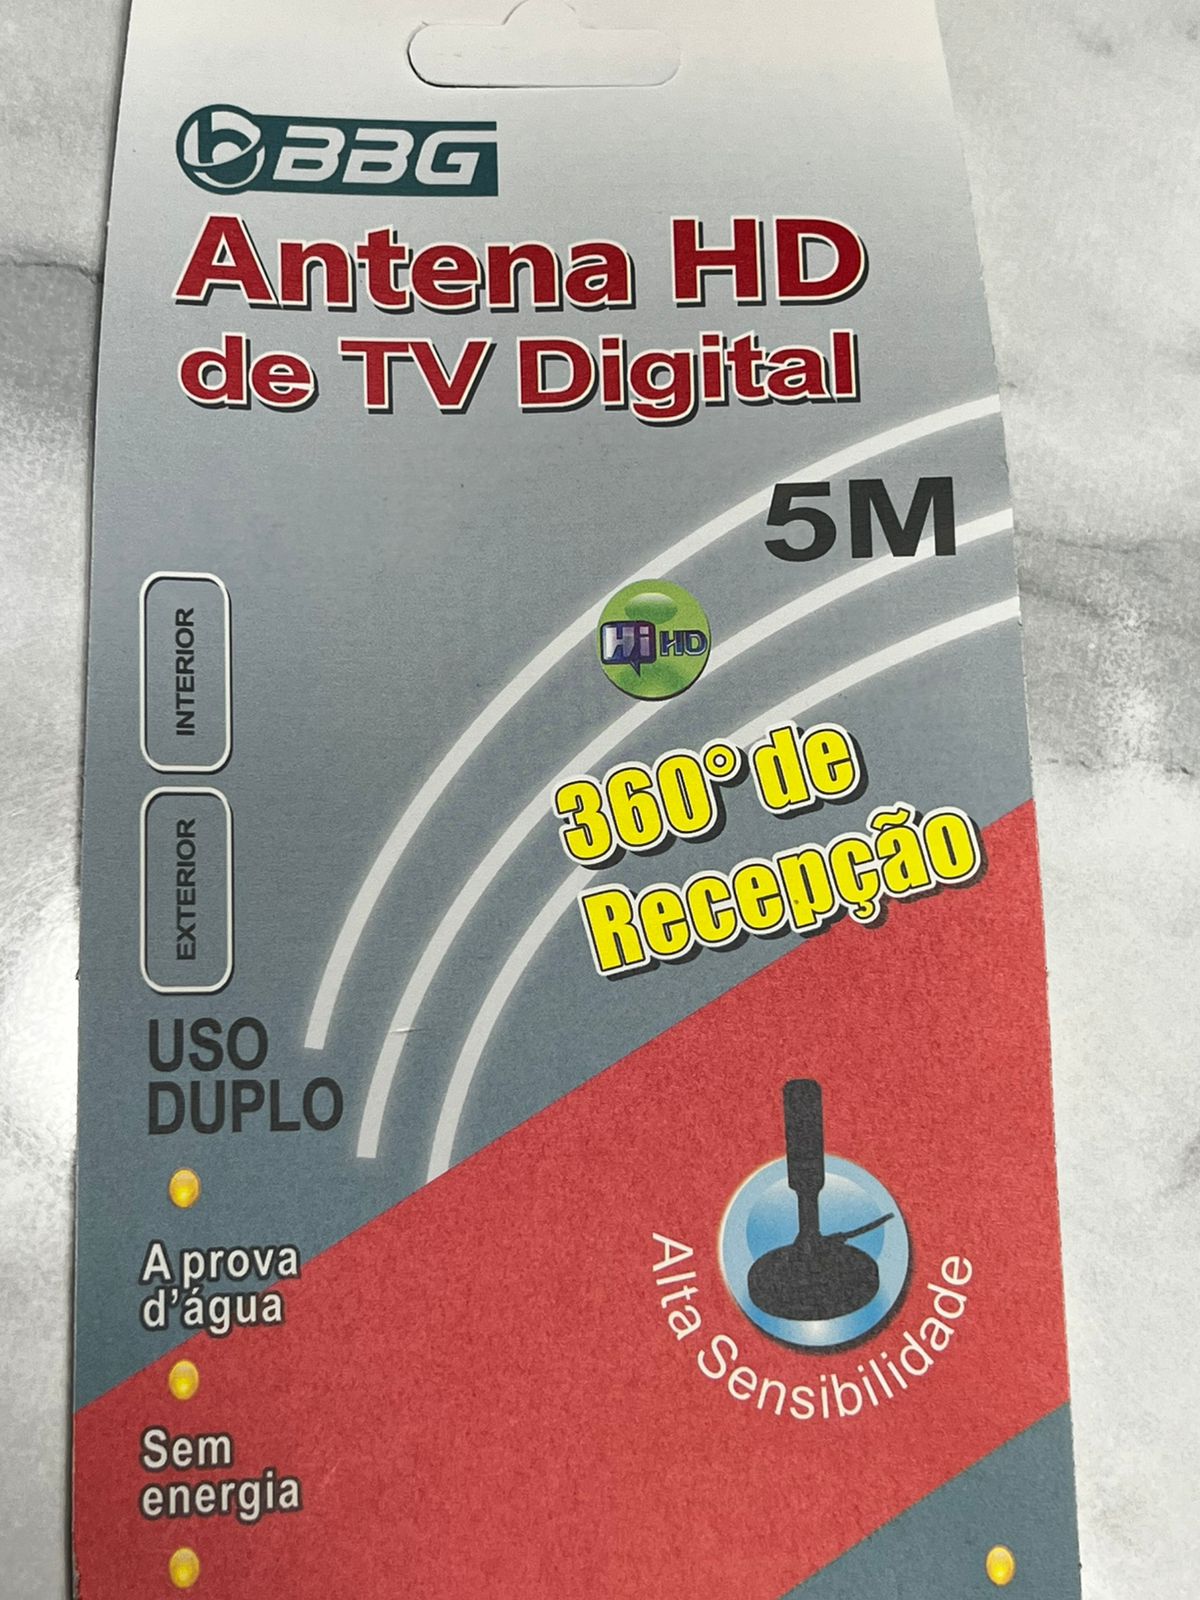 BBG
Antena HD
de TV Digital
5M
Hi HD
INTERIOR
360° de
Recepção
EXTERIOR
USO
DUPLO
A prova
d'água
Alta Sensibilidade
Sem
energia